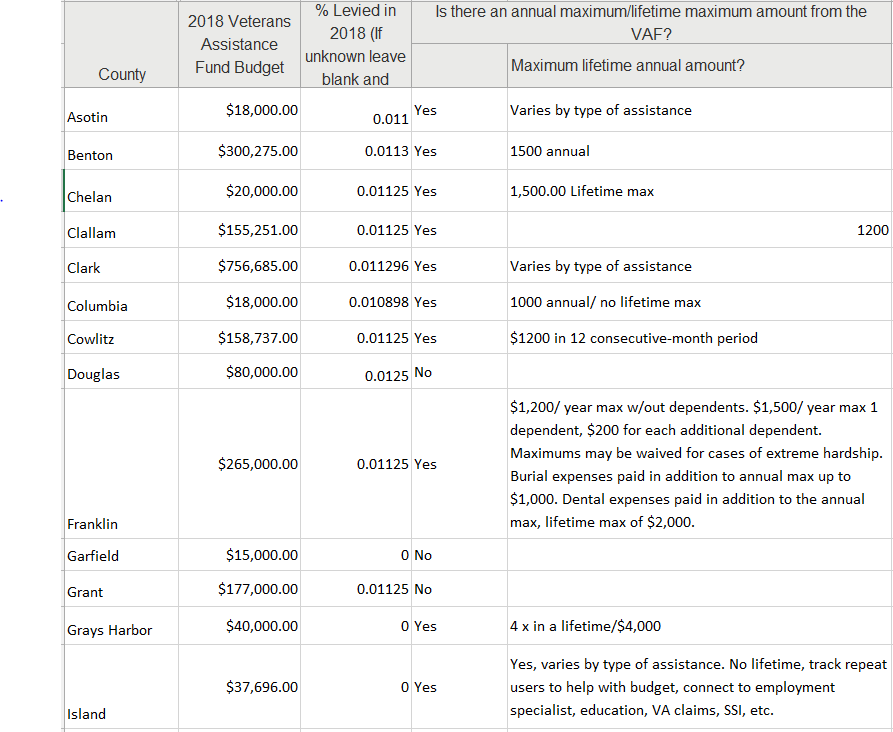 County
2018 Veterans
Assistance
Fund Budget
% Levied in
2018 (If
unknown leave
blank and
Is there an annual maximum/lifetime maximum amount from the
VAF?
Maximum lifetime annual amount?
Asotin $18,000.00 0.011 Yes Varies by type of assistance
Benton $300,275.00 0.0113 Yes 1500 annual
Chelan $20,000.00 0.01125 Yes 1,500.00 Lifetime max
Clallam $155,251.00 0.01125 Yes 1200
Clark $756,685.00 0.011296 Yes Varies by type of assistance
Columbia $18,000.00 0.010898 Yes 1000 annual/ no lifetime max
Cowlitz $158,737.00 0.01125 Yes $1200 in 12 consecutive-month period
Douglas $80,000.00 0.0125 No
Franklin $265,000.00 0.01125 Yes
$1,200/ year max w/out dependents. $1,500/ year max 1
dependent, $200 for each additional dependent.
Maximums may be waived for cases of extreme hardship.
Burial expenses paid in addition to annual max up to
$1,000. Dental expenses paid in addition to the annual
max, lifetime max of $2,000.
Garfield $15,000.00 0 No
Grant $177,000.00 0.01125 No
Grays Harbor $40,000.00 0 Yes 4 x in a lifetime/$4,000
Island $37,696.00 0 Yes
Yes, varies by type of assistance. No lifetime, track repeat
users to help with budget, connect to employment
specialist, education, VA claims, SSI, etc.